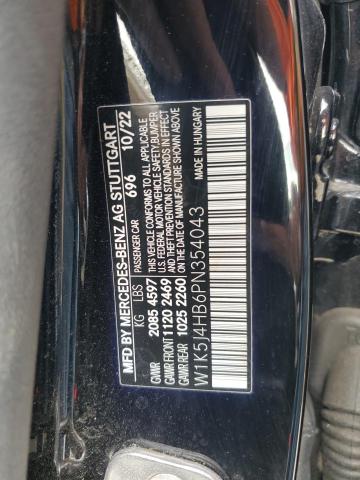 MFD BY MERCEDES-BENZ AG STUTTGART
PASSENGER CAR 696 10/22
KG LBS
GAWR 2085 4597
GAWR FRONT 1120 2469
GAWR REAR 1025 2260
THIS VEHICLE CONFORMS TO ALL APPLICABLE
U.S. FEDERAL MOTOR VEHICLE SAFETY BUMPER
AND THEFT PREVENTION STANDARDS IN EFFECT
ON THE DATE OF MANUFACTURE SHOWN ABOVE
MADE IN HUNGARY
W1K5J4HB6PN354043